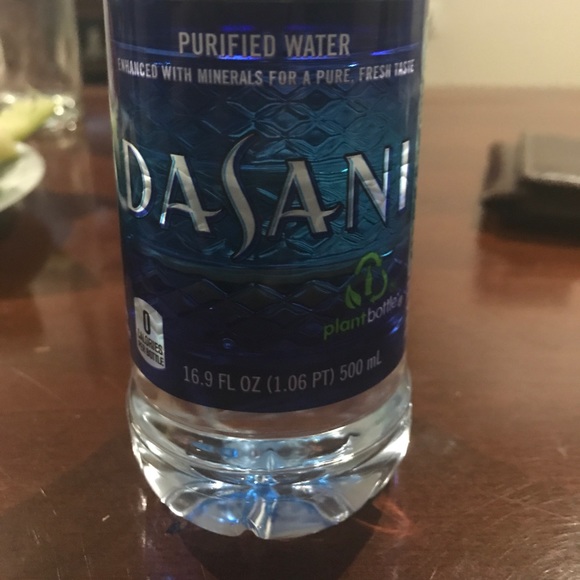 PURIFIED WATER
ENHANCED WITH MINERALS FOR A PURE, FRESH TASTE
DASANI
plantbottle
0
CALORIES
PER BOTTLE
16.9 FL OZ (1.06 PT) 500 mL